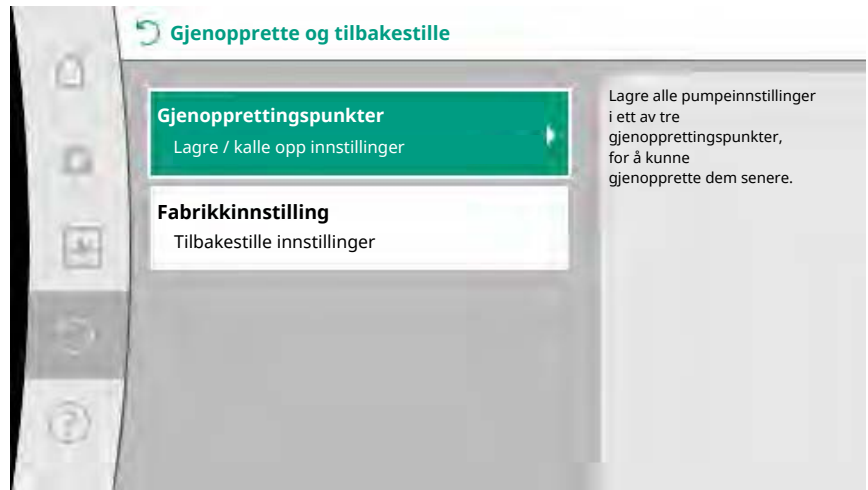 Gjenopprette og tilbakestille
Gjenopprettingspunkter
Lagre / kalle opp innstillinger
Fabrikkinnstilling
Tilbakestille innstillinger
Lagre alle pumpeinnstillinger
i ett av tre
gjenopprettingspunkter,
for å kunne
gjenopprette dem senere.